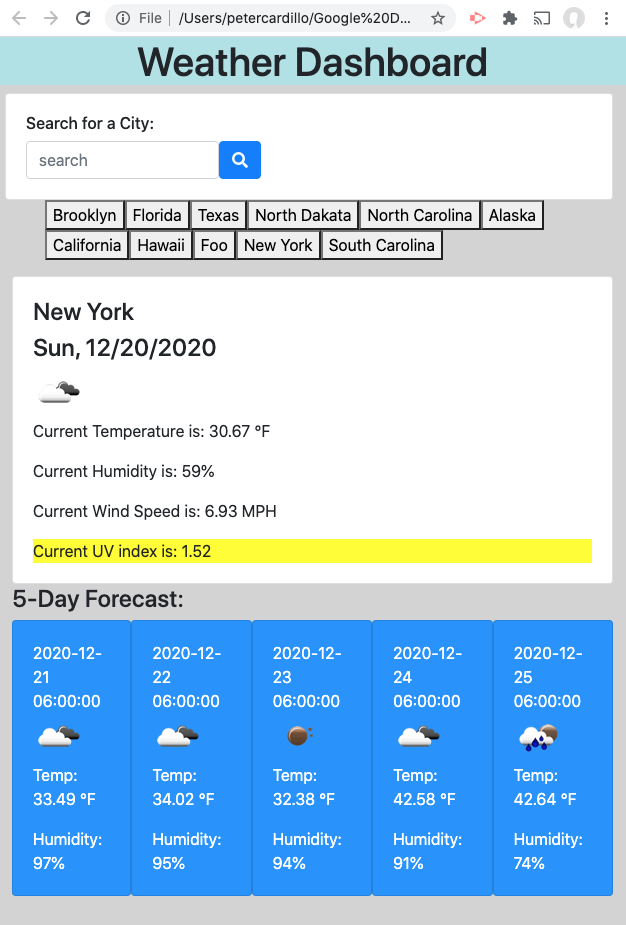 File | /Users/petercardillo/Google%20D...
Weather Dashboard
Search for a City:
search
Brooklyn Florida Texas North Dakata North Carolina Alaska
California Hawaii Foo New York South Carolina
New York
Sun, 12/20/2020
Current Temperature is: 30.67 °F
Current Humidity is: 59%
Current Wind Speed is: 6.93 MPH
Current UV index is: 1.52
5-Day Forecast:
2020-12-
21
06:00:00
Temp:
33.49 °F
Humidity:
97%
2020-12-
22
06:00:00
Temp:
34.02 °F
Humidity:
95%
2020-12-
23
06:00:00
Temp:
32.38 °F
Humidity:
94%
2020-12-
24
06:00:00
Temp:
42.58 °F
Humidity:
91%
2020-12-
25
06:00:00
Temp:
42.64 °F
Humidity:
74%